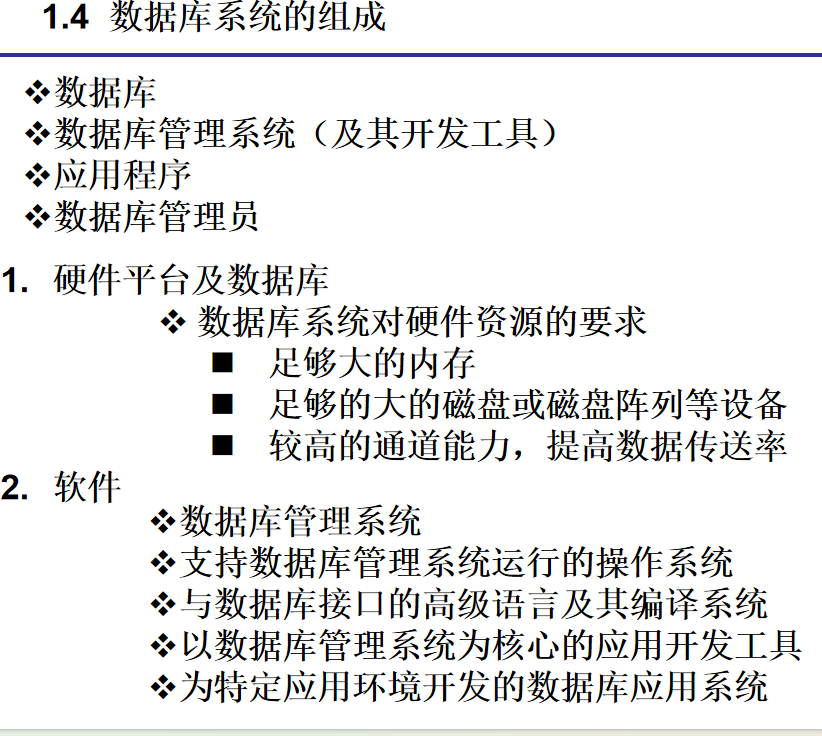 1.4 数据库系统的组成
❖数据库
❖数据库管理系统（及其开发工具）
❖应用程序
❖数据库管理员
1. 硬件平台及数据库
❖ 数据库系统对硬件资源的要求
■ 足够大的内存
■ 足够的大的磁盘或磁盘阵列等设备
■ 较高的通道能力，提高数据传送率
2. 软件
❖数据库管理系统
❖支持数据库管理系统运行的操作系统
❖与数据库接口的高级语言及其编译系统
❖以数据库管理系统为核心的应用开发工具
❖为特定应用环境开发的数据库应用系统